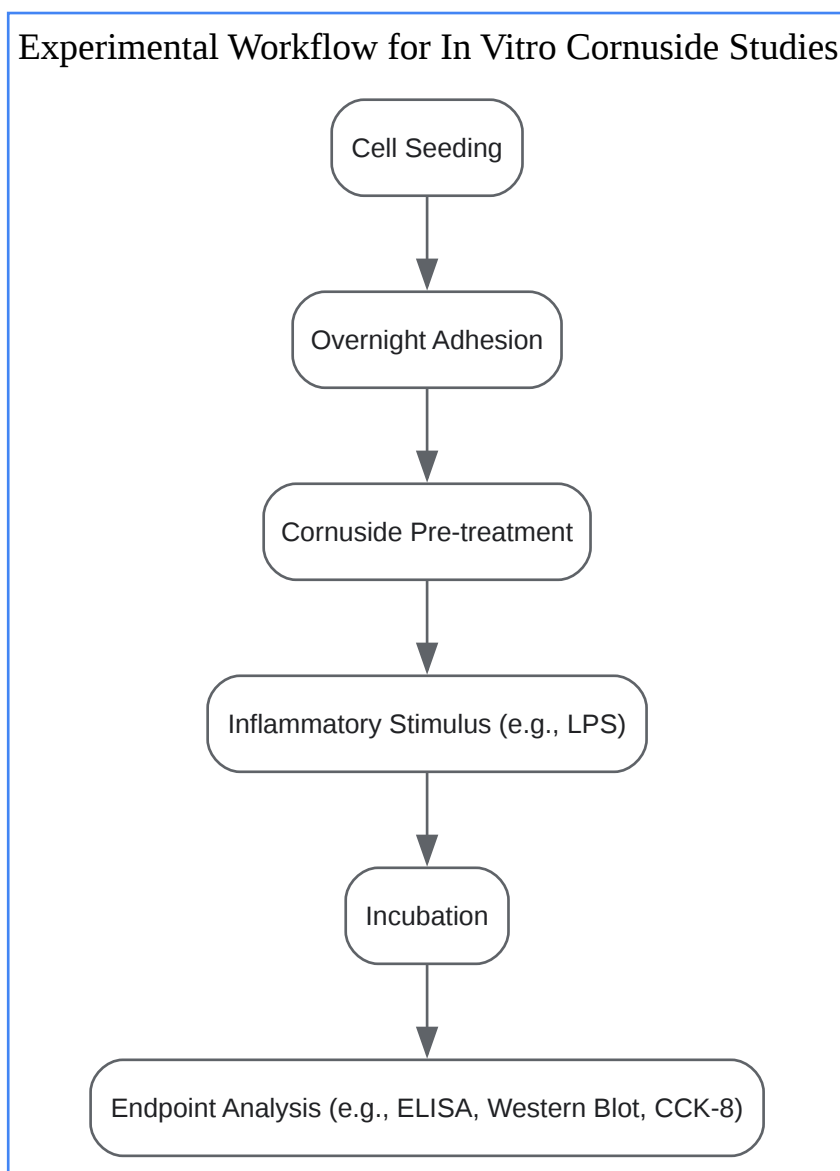 Experimental Workflow for In Vitro Cornuside Studies
Cell Seeding
Overnight Adhesion
Cornuside Pre-treatment
Inflammatory Stimulus (e.g., LPS)
Incubation
Endpoint Analysis (e.g., ELISA, Western Blot, CCK-8)